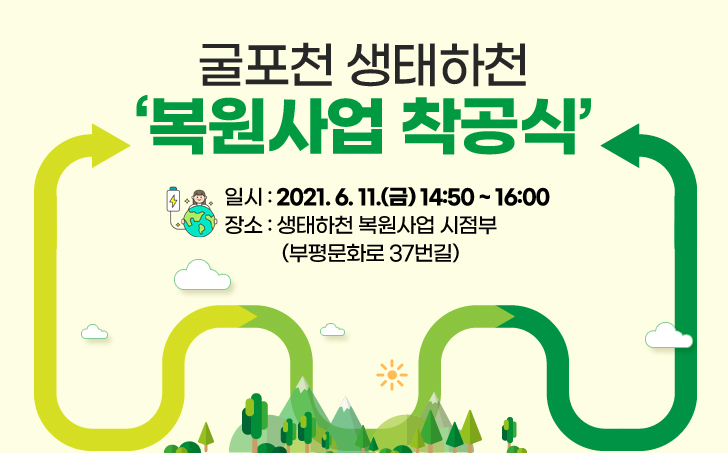 굴포천 생태하천
‘복원사업 착공식’
일시 : 2021. 6. 11.(금) 14:50 ~ 16:00
장소 : 생태하천 복원사업 시점부
(부평문화로 37번길)